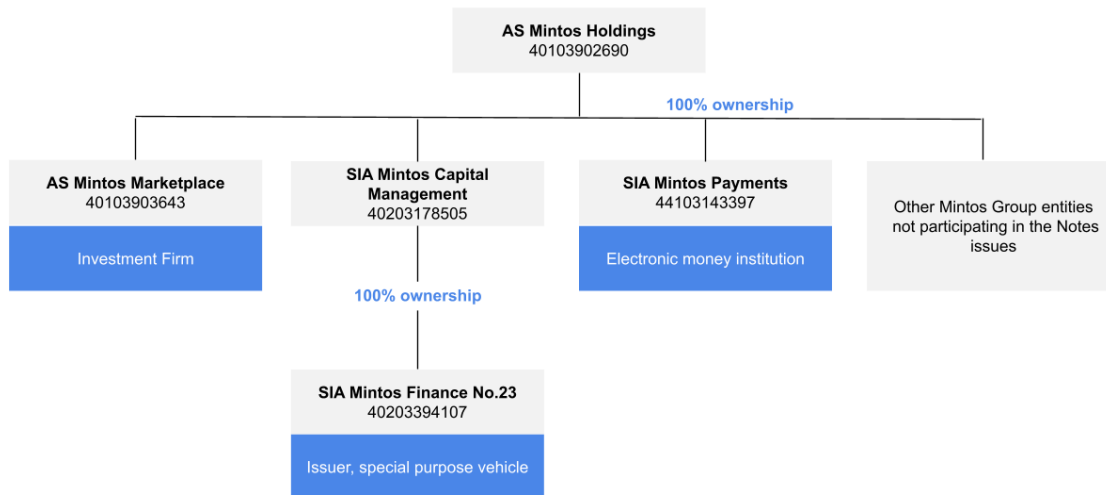 AS Mintos Holdings
40103902690
100% ownership
AS Mintos Marketplace
40103903643
Investment Firm
SIA Mintos Capital
Management
40203178505
SIA Mintos Payments
44103143397
Electronic money institution
Other Mintos Group entities
not participating in the Notes
issues
100% ownership
SIA Mintos Finance No.23
40203394107
Issuer, special purpose vehicle